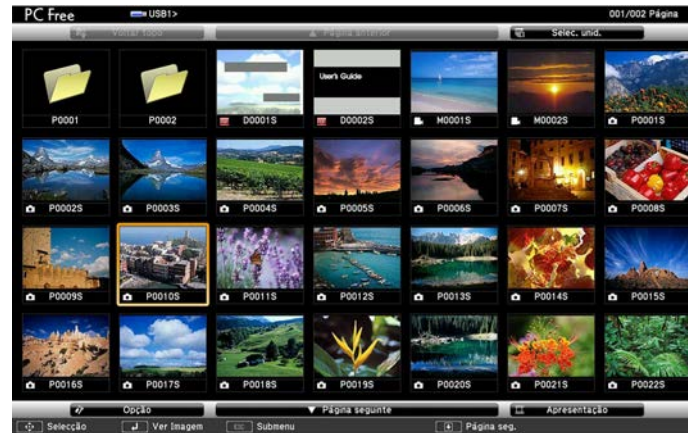 PC Free USB1> 001/002 Página
Voltar topo Página anterior Selec. unid.
User's Guide
P0001 P0002 D0001S D0002S M0001S M0002S P0001S
P0002S P0003S P0004S P0005S P0006S P0007S P0008S
P0009S P0010S P0011S P0012S P0013S P0014S P0015S
P0016S P0017S P0018S P0019S P0020S P0021S P0022S
Opção Página seguinte Apresentação
Selecção Ver Imagem Esc Submenu Página seg.